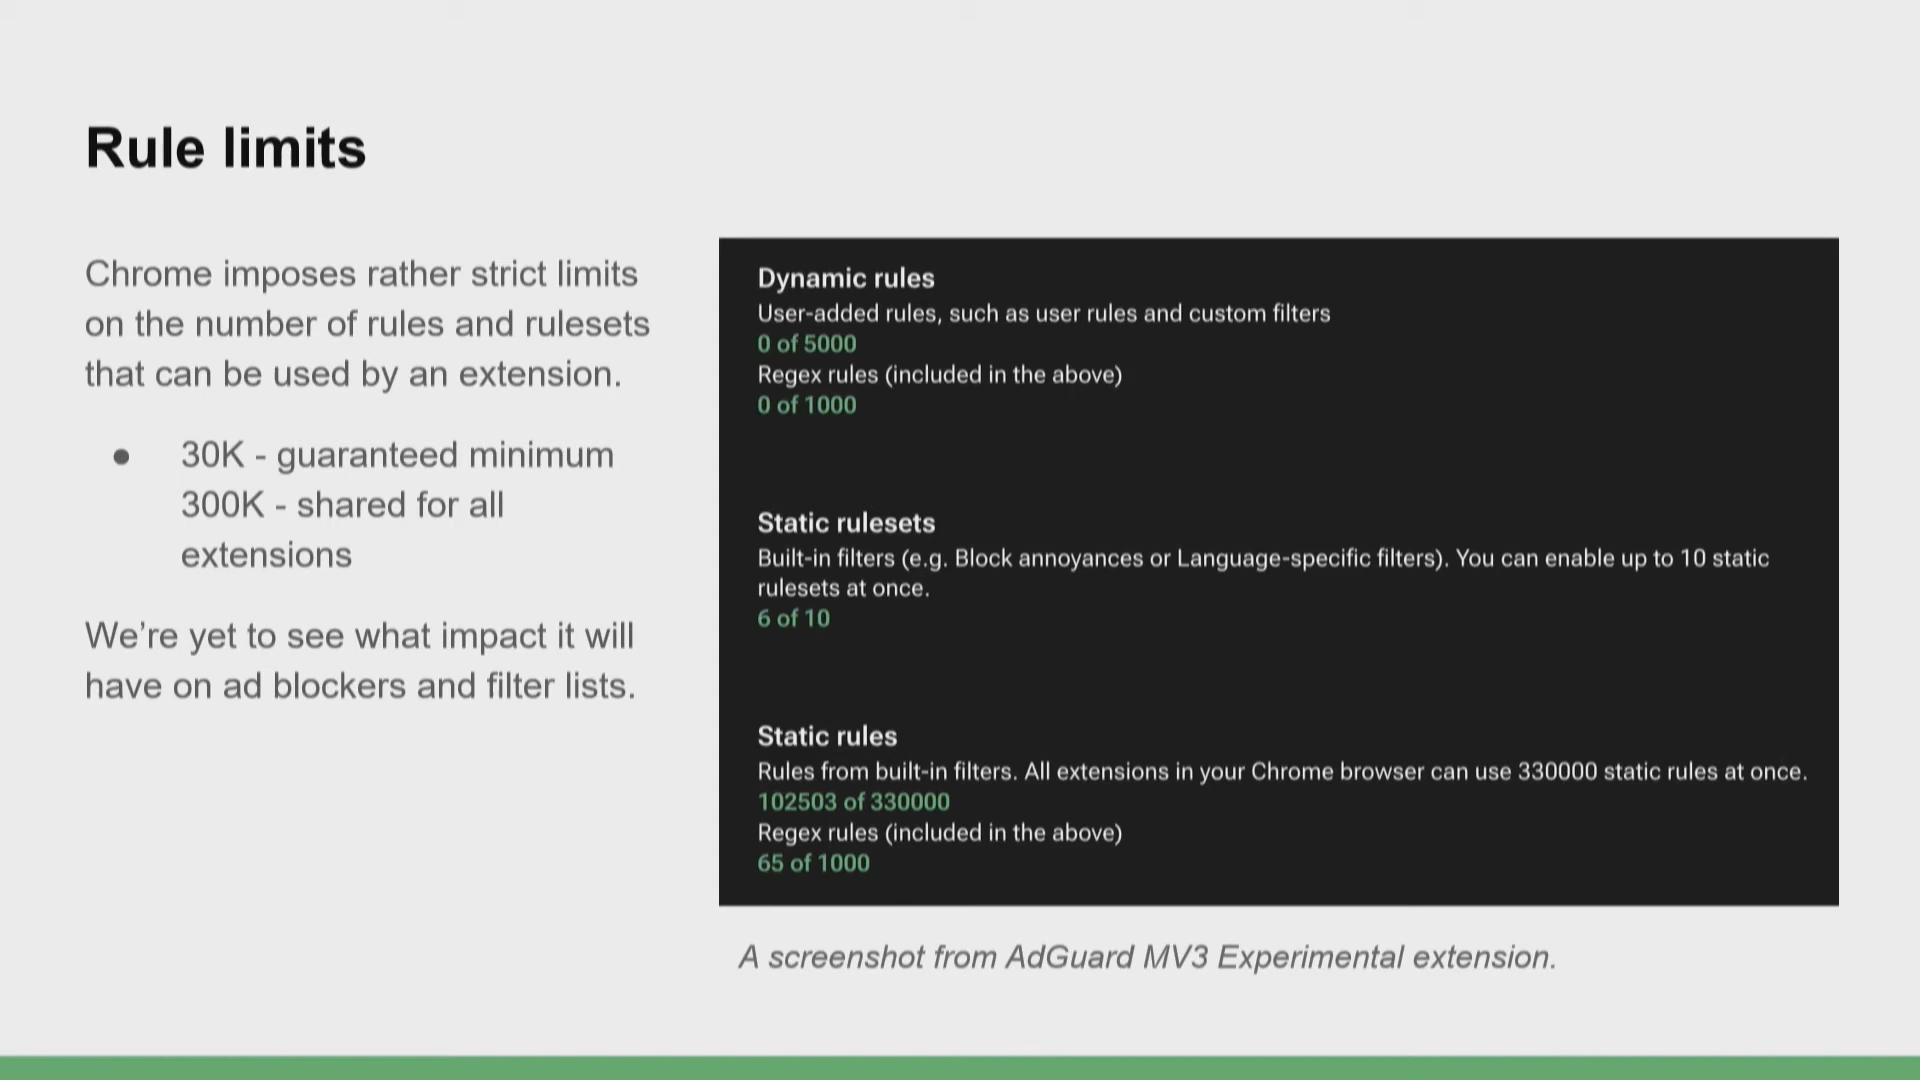 Rule limits
Chrome imposes rather strict limits
on the number of rules and rulesets
that can be used by an extension.
● 30K - guaranteed minimum
300K - shared for all
extensions
We're yet to see what impact it will
have on ad blockers and filter lists.
Dynamic rules
User-added rules, such as user rules and custom filters
0 of 5000
Regex rules (included in the above)
0 of 1000
Static rulesets
Built-in filters (e.g. Block annoyances or Language-specific filters). You can enable up to 10 static
rulesets at once.
6 of 10
Static rules
Rules from built-in filters. All extensions in your Chrome browser can use 330000 static rules at once.
102503 of 330000
Regex rules (included in the above)
65 of 1000
A screenshot from AdGuard MV3 Experimental extension.